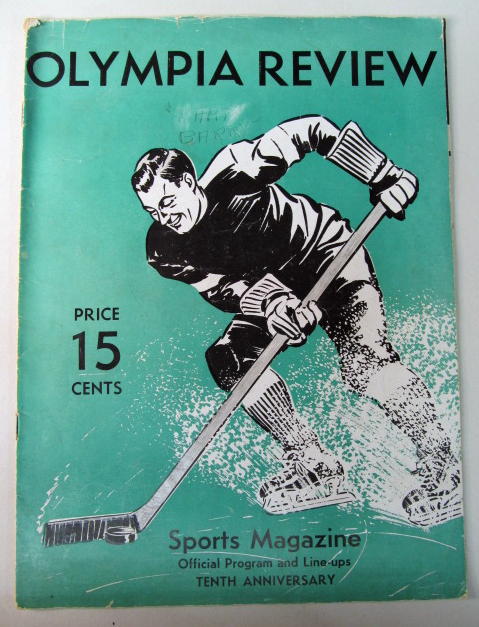 OLYMPIA REVIEW
PRICE
15
CENTS
Sports Magazine
Official Program and Line-ups
TENTH ANNIVERSARY